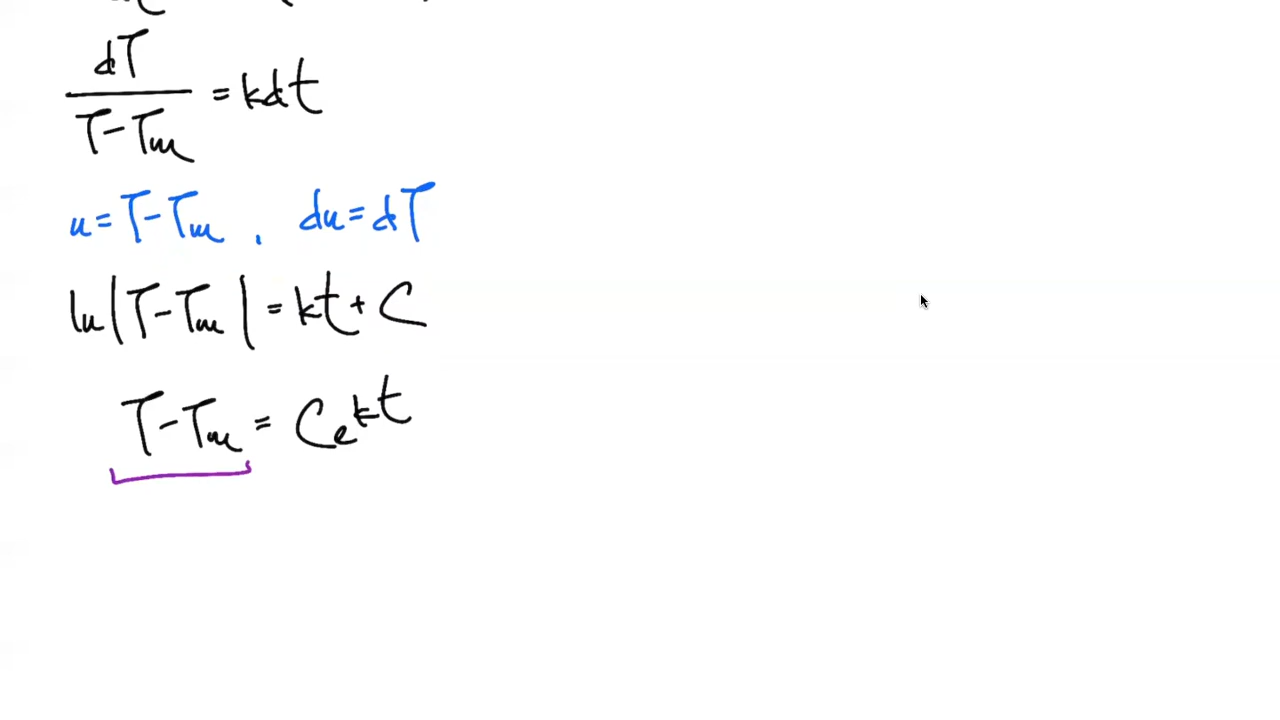 dT
T-Tm = kdt
u=T-Tm , du=dT
ln|T-Tm| = kt+C
T-Tm = Ce^kt